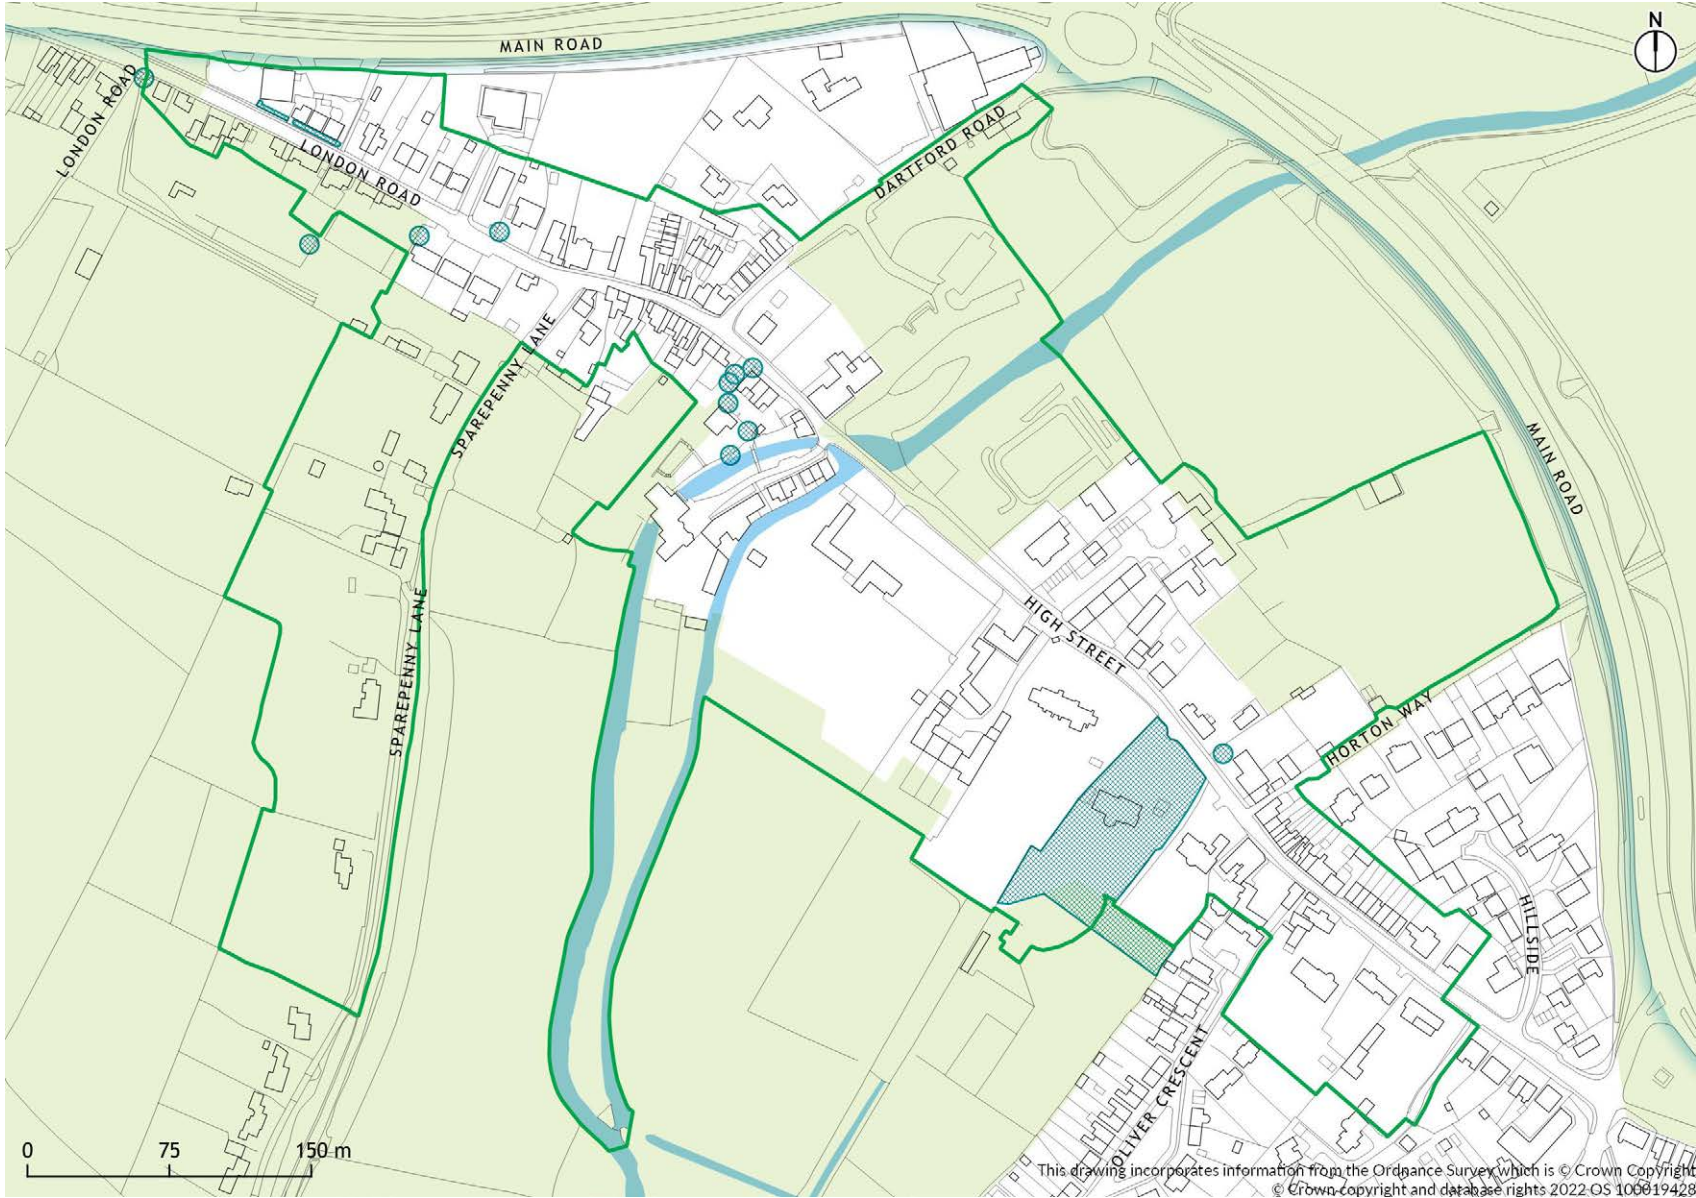 N
MAIN ROAD
LONDON ROAD
LONDON ROAD
DARTFORD ROAD
SPAREPENNY LANE
MAIN ROAD
SPAREPENNY LANE
HIGH STREET
HORTON WAY
HILLSIDE
OLIVER CRESCENT
0 75 150 m
This drawing incorporates information from the Ordnance Survey which is © Crown Copyright
© Crown copyright and database rights 2022 OS 100019428